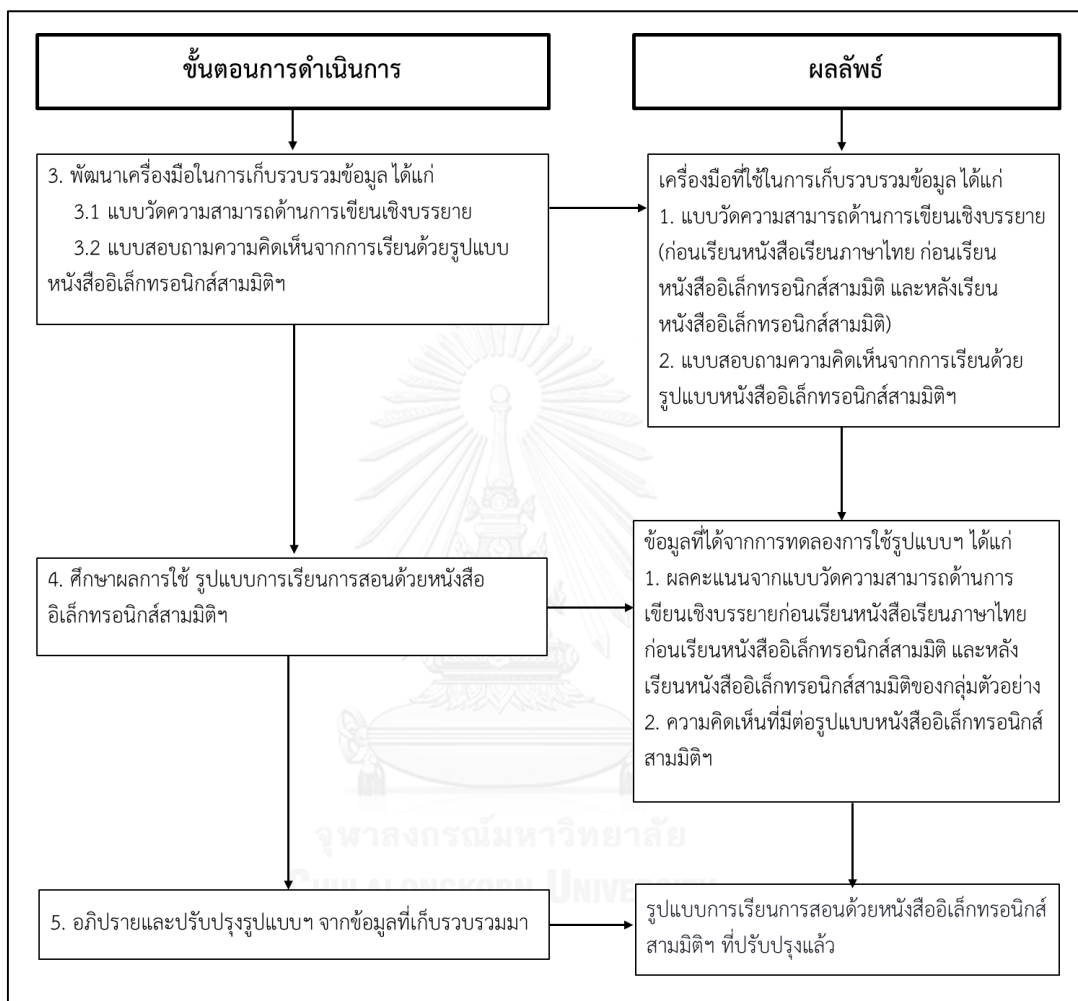 ขั้นตอนการดำเนินการ
ผลลัพธ์
3. พัฒนาเครื่องมือในการเก็บรวบรวมข้อมูล ได้แก่
3.1 แบบวัดความสามารถด้านการเขียนเชิงบรรยาย
3.2 แบบสอบถามความคิดเห็นจากการเรียนด้วยรูปแบบ
หนังสืออิเล็กทรอนิกส์สามมิติฯ
เครื่องมือที่ใช้ในการเก็บรวบรวมข้อมูล ได้แก่
1. แบบวัดความสามารถด้านการเขียนเชิงบรรยาย
(ก่อนเรียนหนังสือเรียนภาษาไทย ก่อนเรียน
หนังสืออิเล็กทรอนิกส์สามมิติ และหลังเรียน
หนังสืออิเล็กทรอนิกส์สามมิติ)
2. แบบสอบถามความคิดเห็นจากการเรียนด้วย
รูปแบบหนังสืออิเล็กทรอนิกส์สามมิติฯ
4. ศึกษาผลการใช้ รูปแบบการเรียนการสอนด้วยหนังสือ
อิเล็กทรอนิกส์สามมิติฯ
ข้อมูลที่ได้จากการทดลองการใช้รูปแบบฯ ได้แก่
1. ผลคะแนนจากแบบวัดความสามารถด้านการ
เขียนเชิงบรรยายก่อนเรียนหนังสือเรียนภาษาไทย
ก่อนเรียนหนังสืออิเล็กทรอนิกส์สามมิติ และหลัง
เรียนหนังสืออิเล็กทรอนิกส์สามมิติของกลุ่มตัวอย่าง
2. ความคิดเห็นที่มีต่อรูปแบบหนังสืออิเล็กทรอนิกส์
สามมิติฯ
จุฬาลงกรณ์มหาวิทยาลัย
CHULALONGKORN UNIVERSITY
5. อภิปรายและปรับปรุงรูปแบบฯ จากข้อมูลที่เก็บรวบรวมมา
รูปแบบการเรียนการสอนด้วยหนังสืออิเล็กทรอนิกส์
สามมิติฯ ที่ปรับปรุงแล้ว